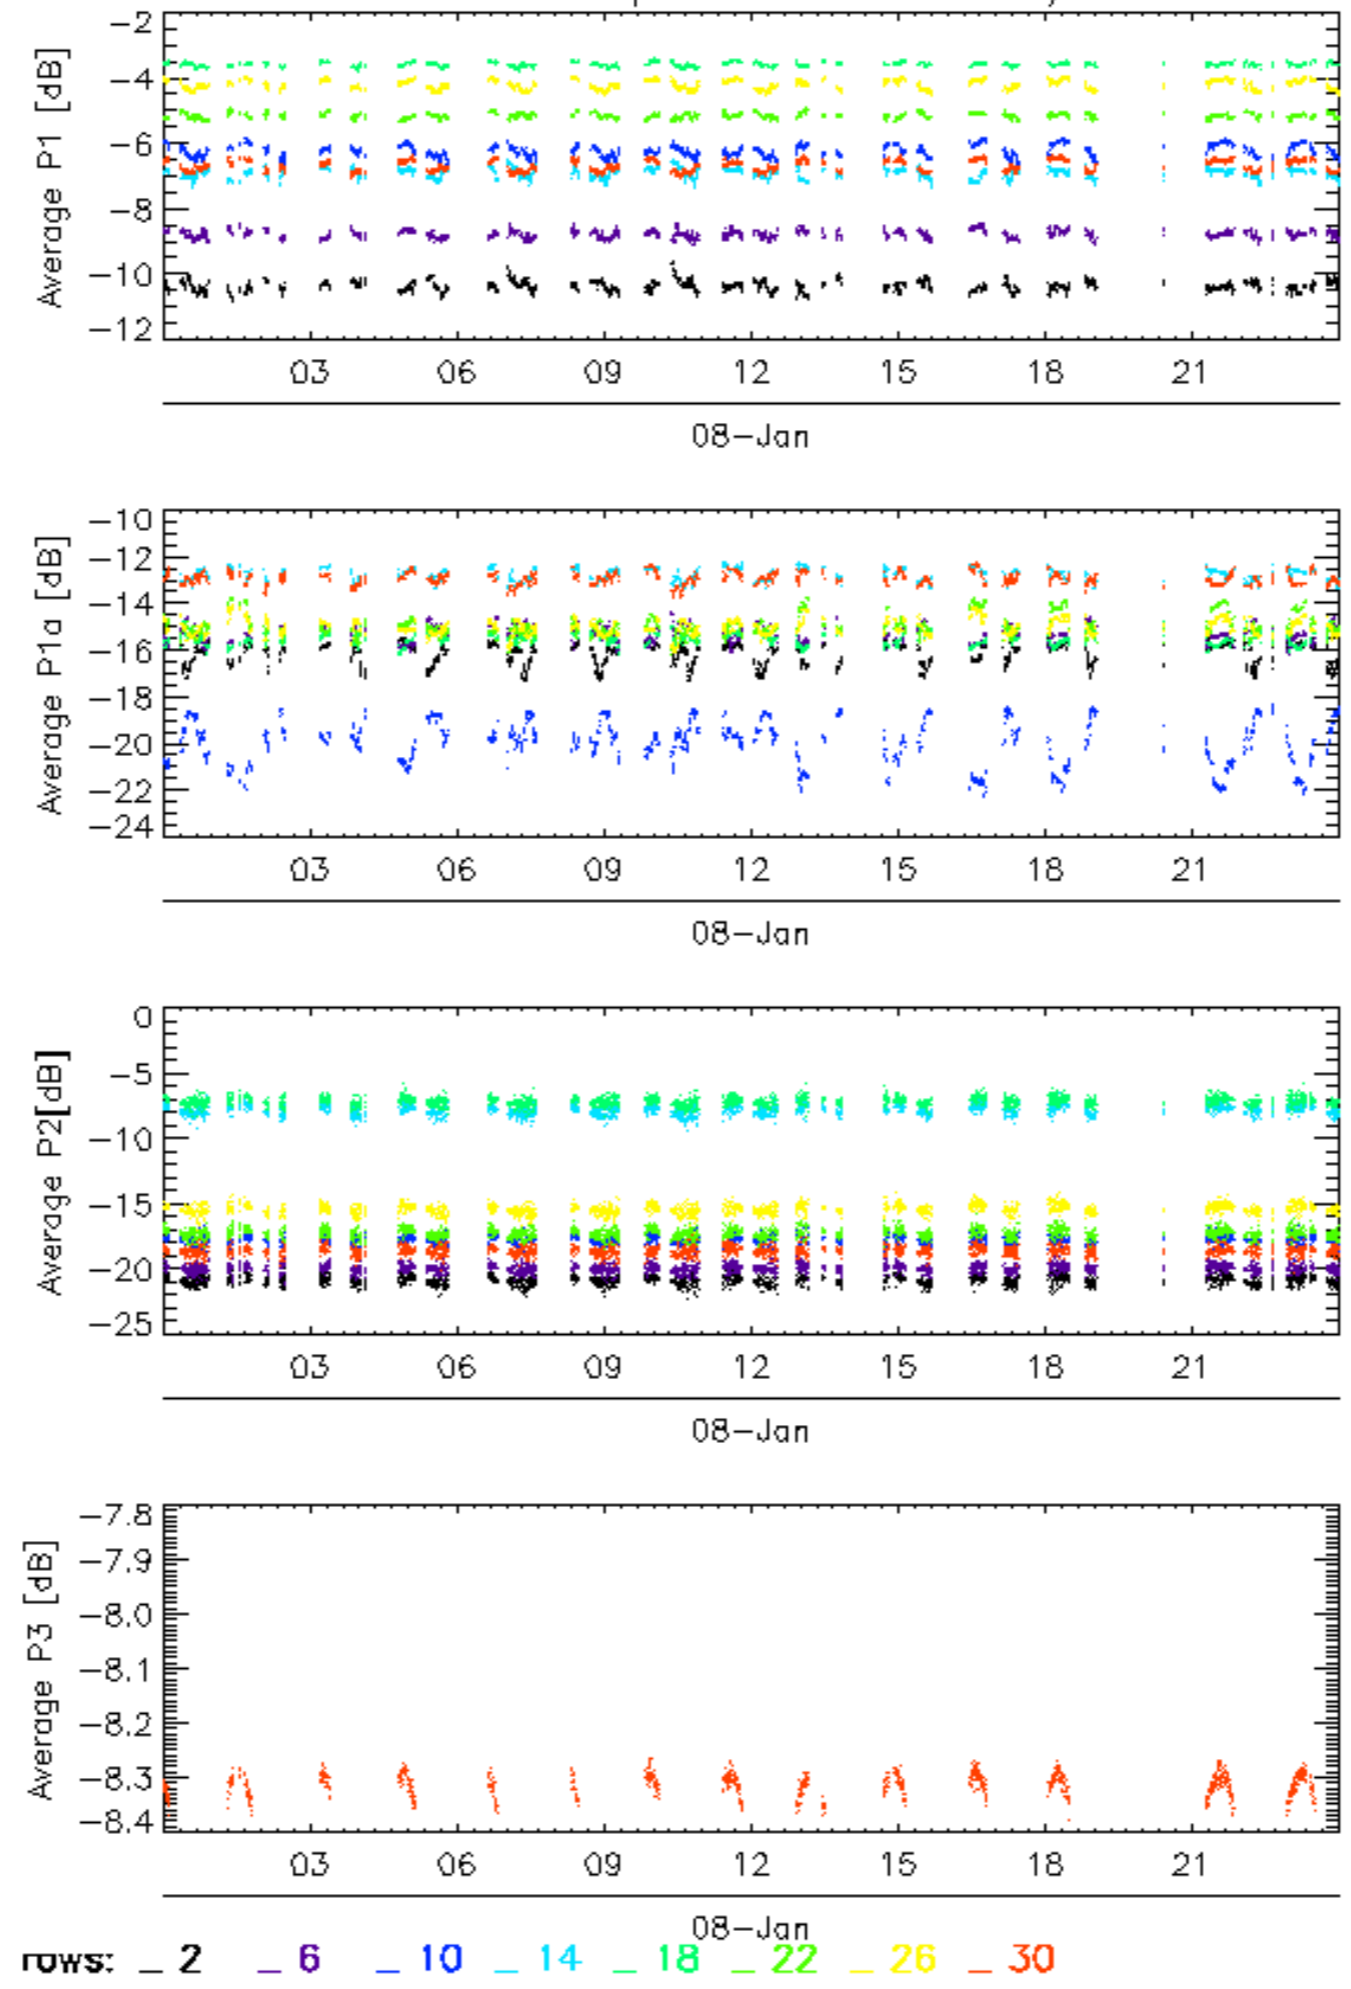 Average P1 [dB]
-2
-4
-6
-8
-10
-12
03 06 09 12 15 18 21
08-Jan
Average P1a [dB]
-10
-12
-14
-16
-18
-20
-22
-24
03 06 09 12 15 18 21
08-Jan
Average P2[dB]
0
-5
-10
-15
-20
-25
03 06 09 12 15 18 21
08-Jan
Average P3 [dB]
-7.8
-7.9
-8.0
-8.1
-8.2
-8.3
-8.4
03 06 09 12 15 18 21
08-Jan
rows: _ 2 _ 6 _ 10 _ 14 _ 18 _ 22 _ 26 _ 30